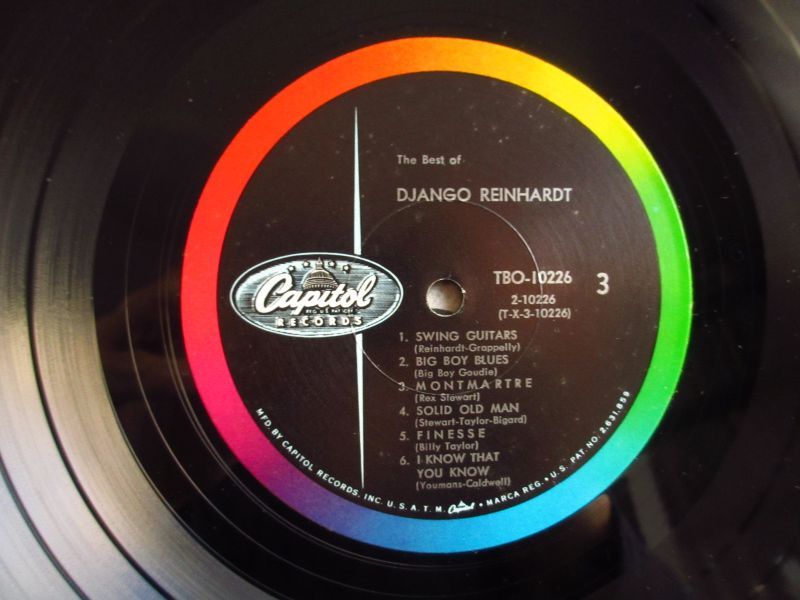 The Best of
DJANGO REINHARDT
Capitol
REG. U.S. PAT. OFF.
RECORDS
TBO-10226 3
2-10226
(T-X-3-10226)
1. SWING GUITARS
(Reinhardt-Grappelly)
2. BIG BOY BLUES
(Big Boy Goudie)
3. MONTMARTRE
(Rex Stewart)
4. SOLID OLD MAN
(Stewart-Taylor-Bigard)
5. FINESSE
(Billy Taylor)
6. I KNOW THAT
YOU KNOW
(Youmans-Caldwell)
MFD. BY CAPITOL RECORDS, INC. U.S.A. T.M. Capitol • MARCA REG. • U.S. PAT. NO. 2,631,859